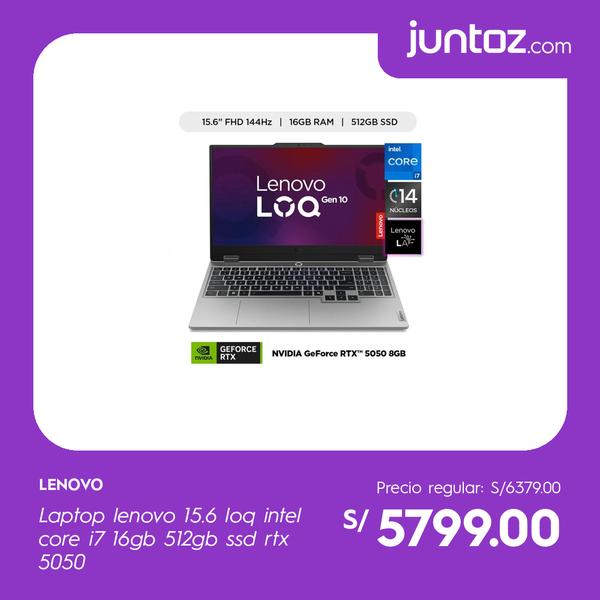 juntoz.com
15.6" FHD 144Hz | 16GB RAM | 512GB SSD
Lenovo
LOQ Gen 10
intel
CORE
i7
14
NÚCLEOS
Lenovo
Lenovo
LA
NVIDIA
GEFORCE
RTX
NVIDIA GeForce RTX™ 5050 8GB
LENOVO
Laptop lenovo 15.6 loq intel
core i7 16gb 512gb ssd rtx
5050
Precio regular: S/6379.00
S/ 5799.00